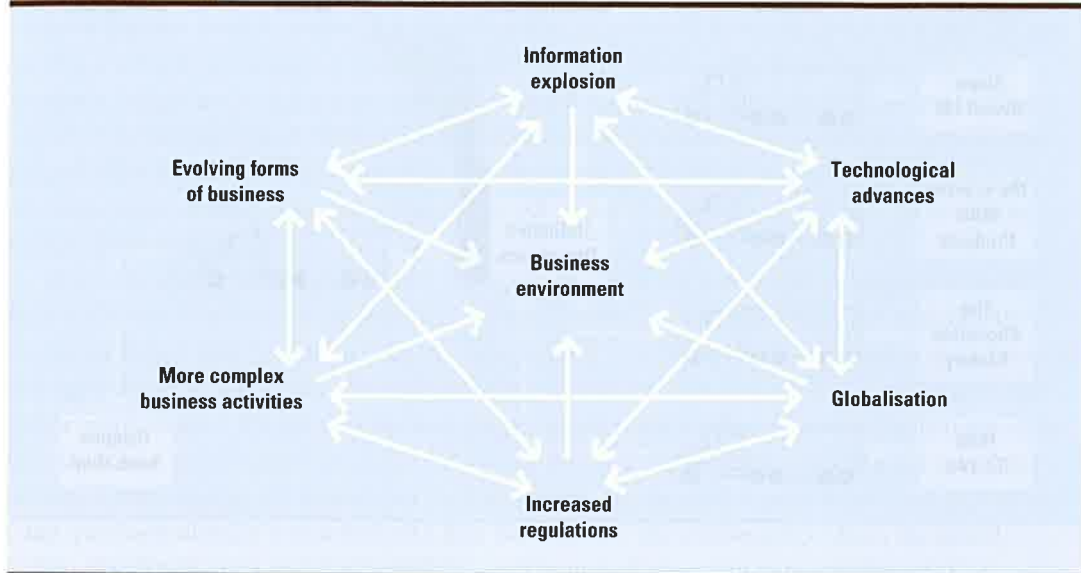 Information
explosion
Evolving forms
of business
Technological
advances
Business
environment
More complex
business activities
Globalisation
Increased
regulations